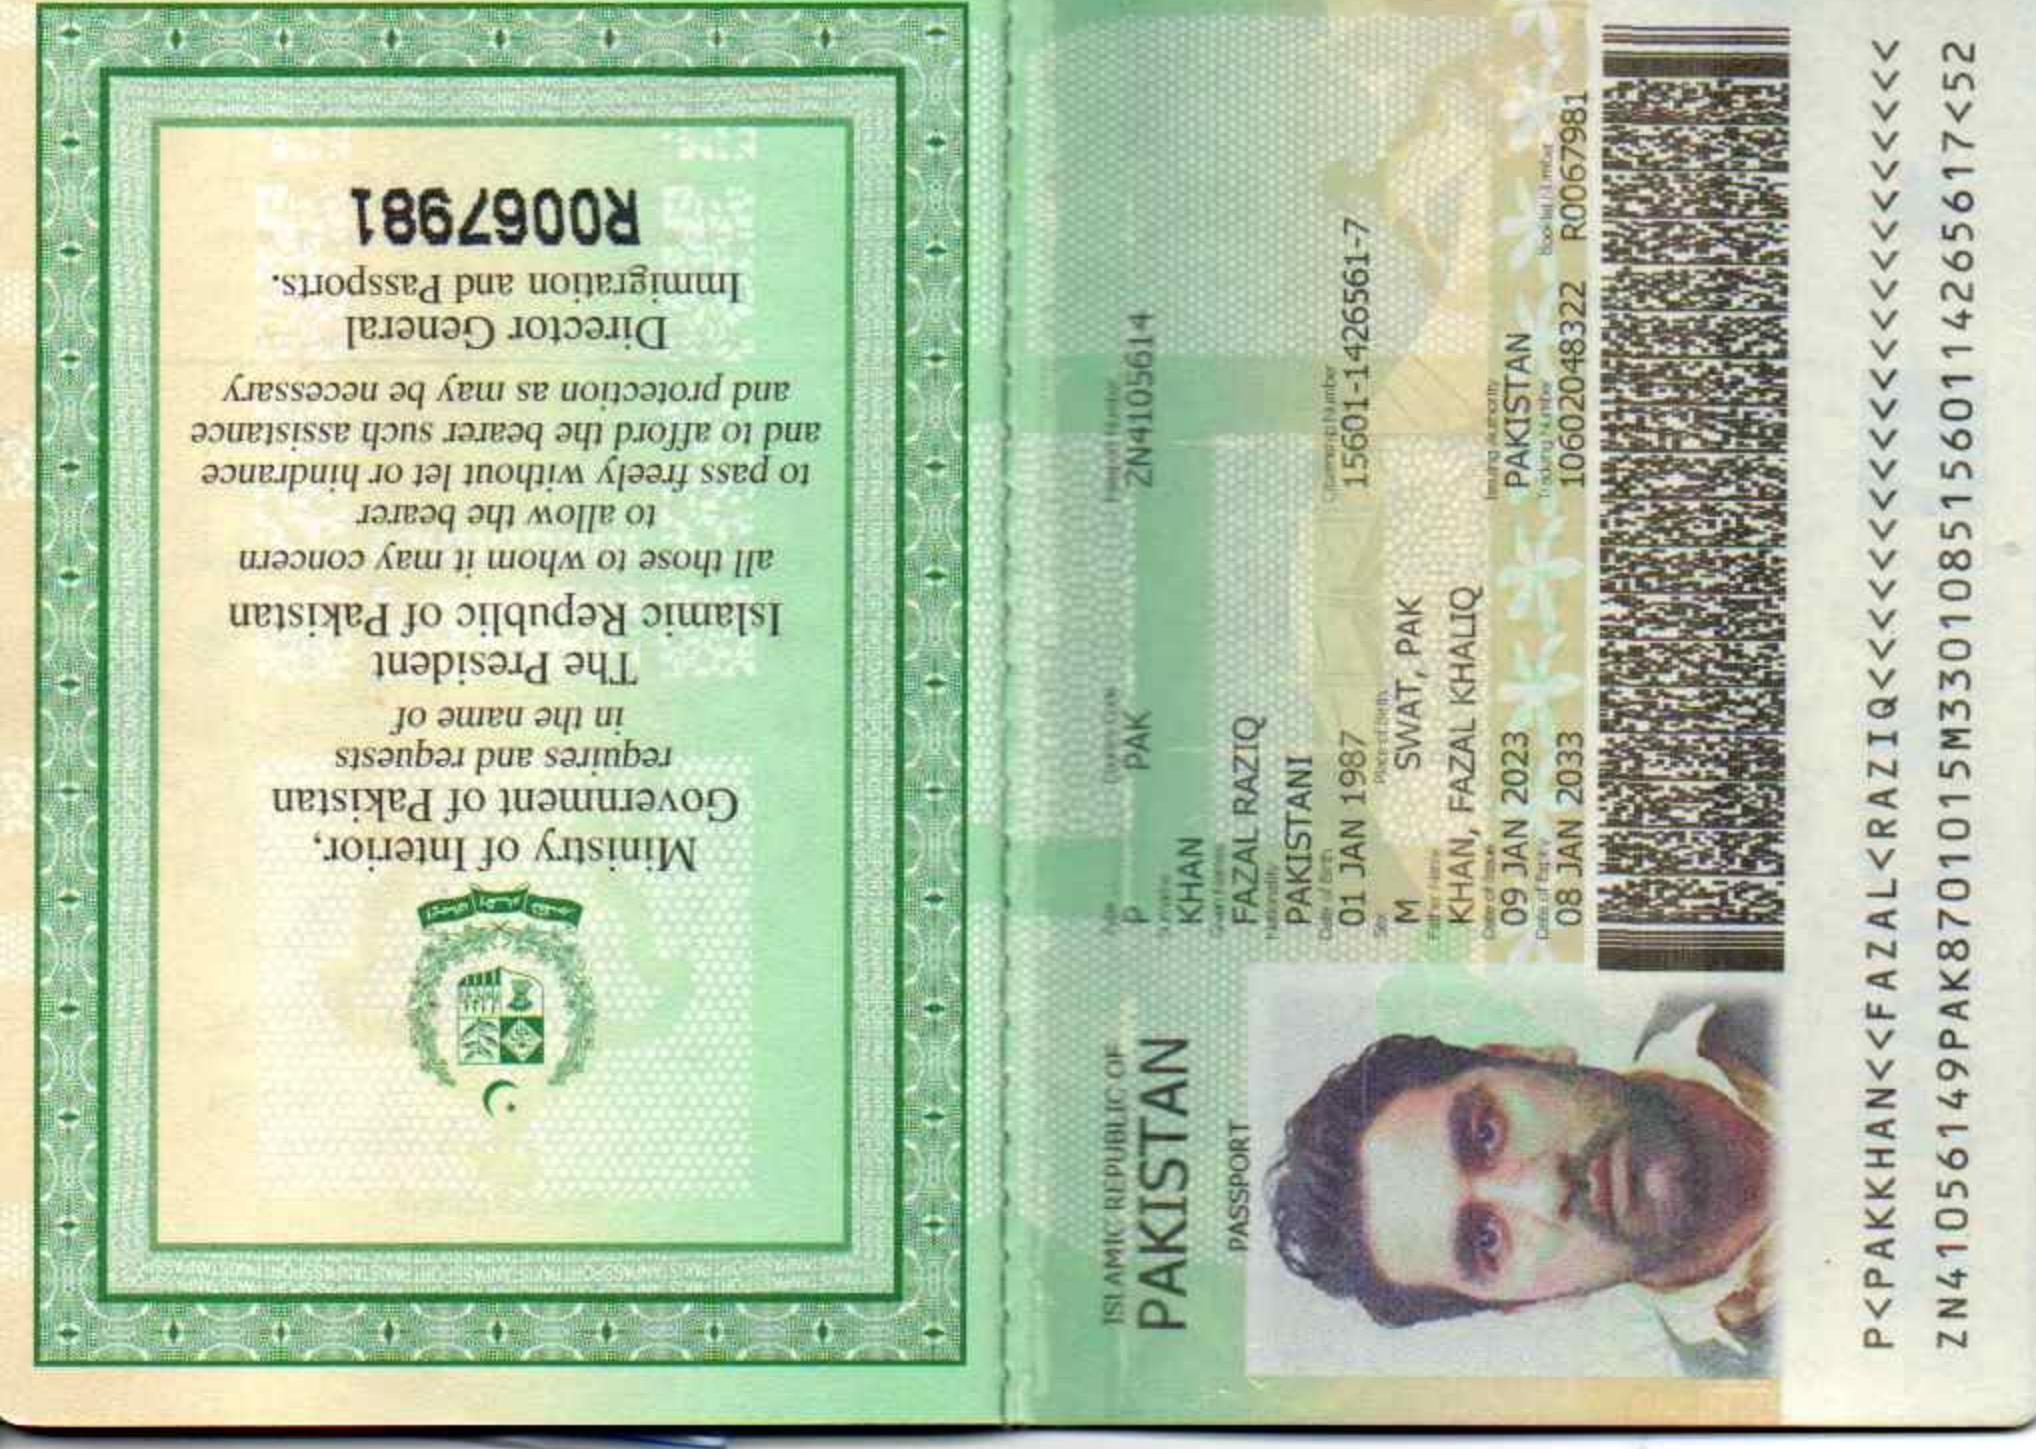 Ministry of Interior,
Government of Pakistan
requires and requests
in the name of
The President
Islamic Republic of Pakistan
all those to whom it may concern
to allow the bearer
to pass freely without let or hindrance
and to afford the bearer such assistance
and protection as may be necessary
Director General
Immigration and Passports.
R0067981
ISLAMIC REPUBLIC OF
PAKISTAN
PASSPORT
Type Country Code Passport Number
P PAK ZN4105614
Surname
KHAN
Given Names
FAZAL RAZIQ
Nationality
PAKISTANI
Date of Birth Citizenship Number
01 JAN 1987 15601-1426561-7
Sex Place of Birth
M SWAT, PAK
Father Name
KHAN, FAZAL KHALIQ
Date of Issue Issuing Authority
09 JAN 2023 PAKISTAN
Date of Expiry Tracking Number Booklet Number
08 JAN 2033 10602048322 R0067981
P<PAKKHAN<<FAZAL<RAZIQ<<<<<<<<<<<<<<<<<<<<<<
ZN41056149PAK8701015M33010851560114265617<52